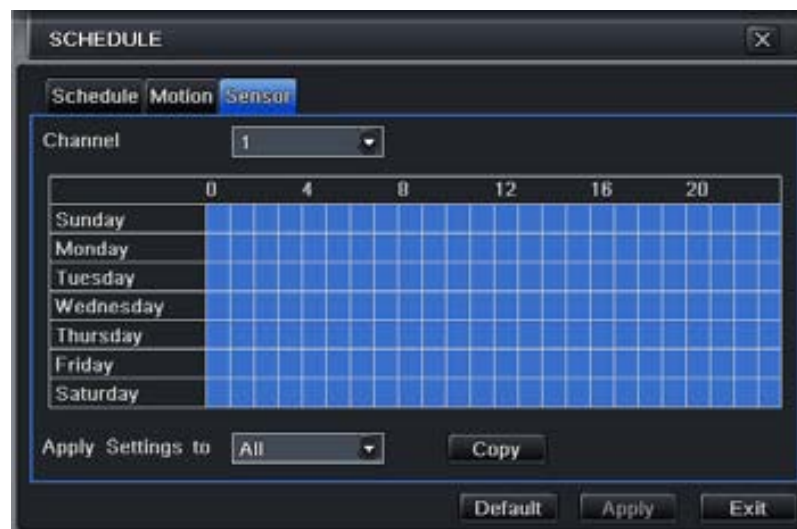 SCHEDULE
Schedule Motion Sensor
Channel 1
0 4 8 12 16 20
Sunday
Monday
Tuesday
Wednesday
Thursday
Friday
Saturday
Apply Settings to All Copy
Default Apply Exit